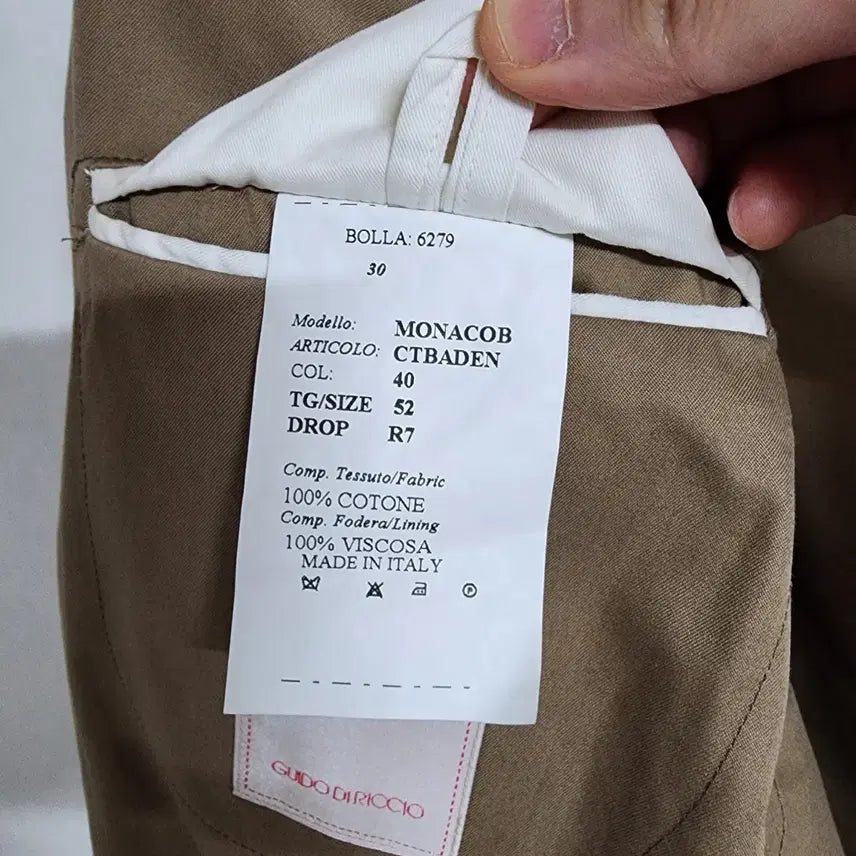 BOLLA: 6279
30
Modello: MONACOB
ARTICOLO: CTBADEN
COL: 40
TG/SIZE 52
DROP R7
Comp. Tessuto/Fabric
100% COTONE
Comp. Fodera/Lining
100% VISCOSA
MADE IN ITALY
P
GUIDO DI RICCIO